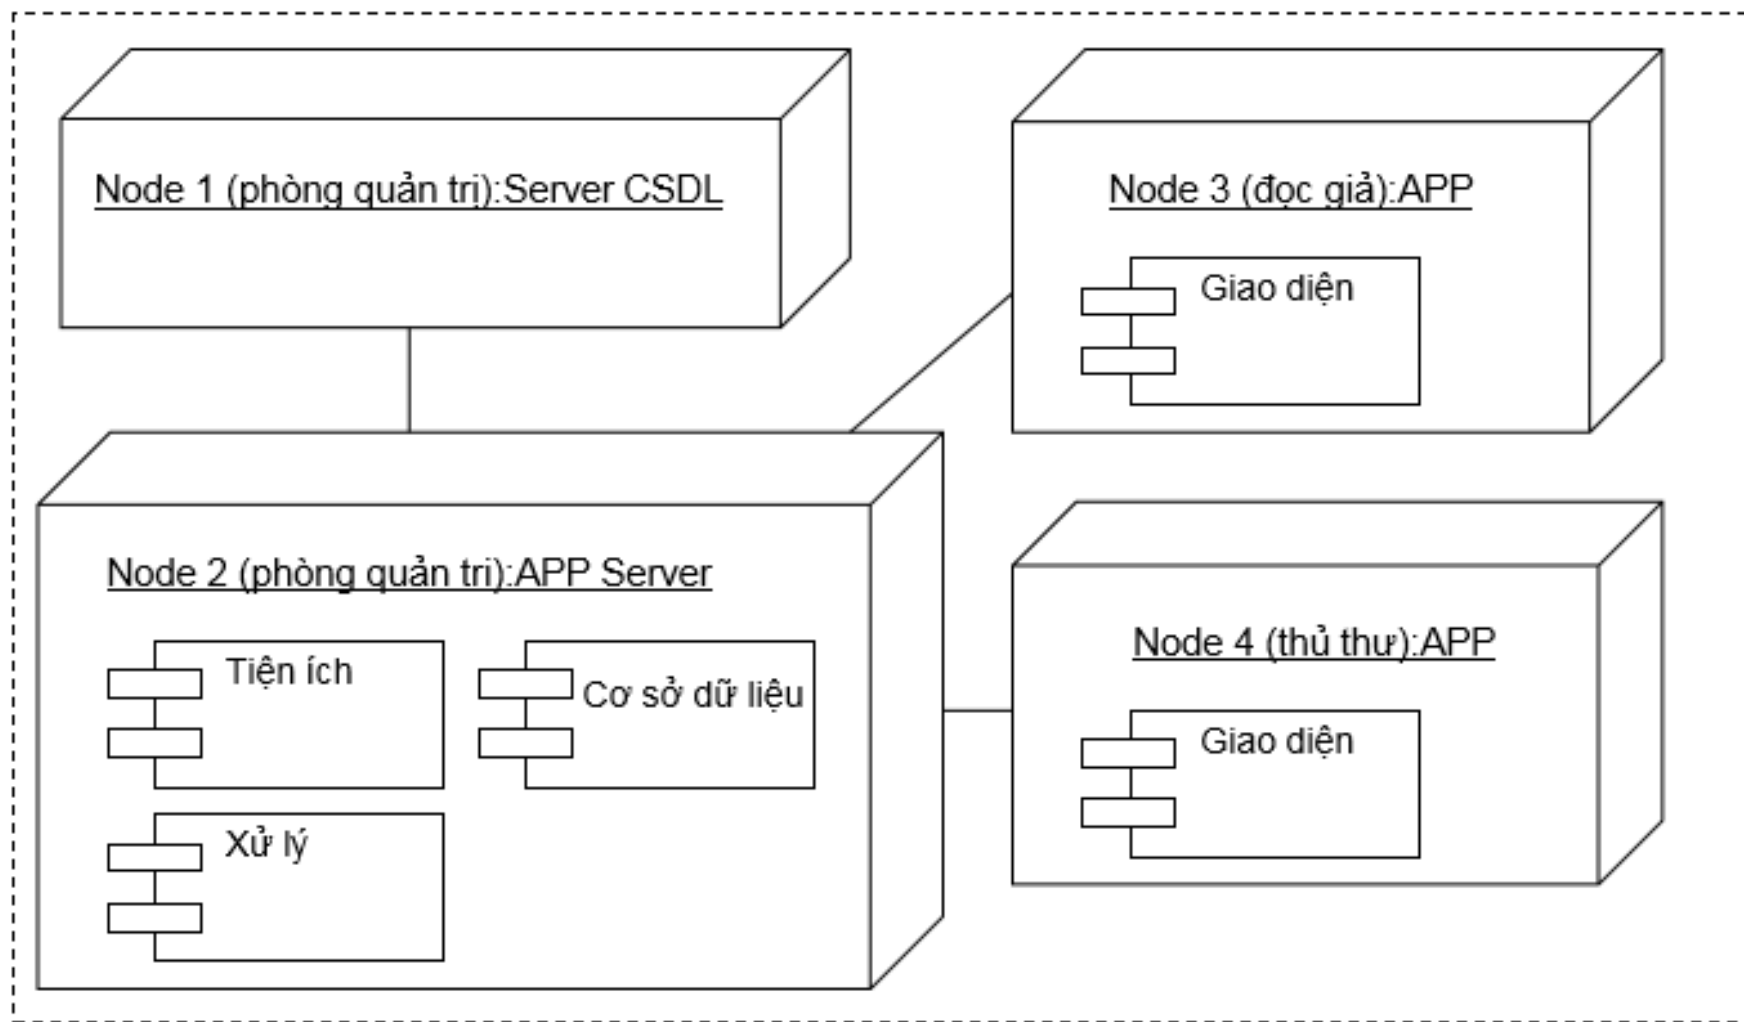 Node 1 (phòng quản trị):Server CSDL
Node 3 (đọc giả):APP
Giao diện
Node 2 (phòng quản tri):APP Server
Tiện ích
Cơ sở dữ liệu
Xử lý
Node 4 (thủ thư):APP
Giao diện